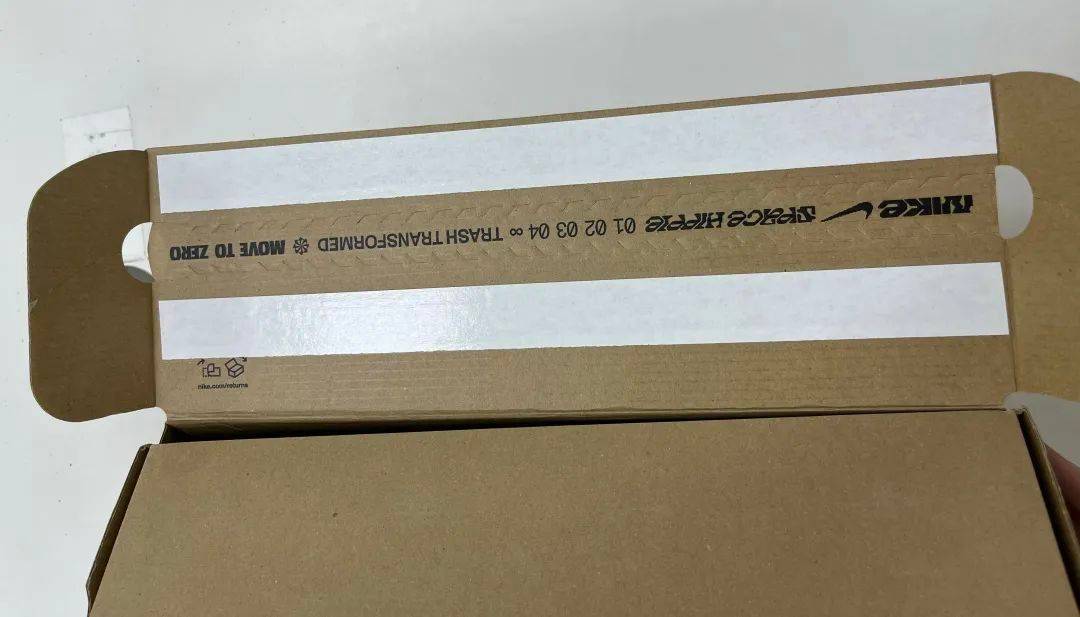 NIKE SPACE HIPPIE 01 02 03 04 ∞ TRASH TRANSFORMED MOVE TO ZERO
nike.com/returns